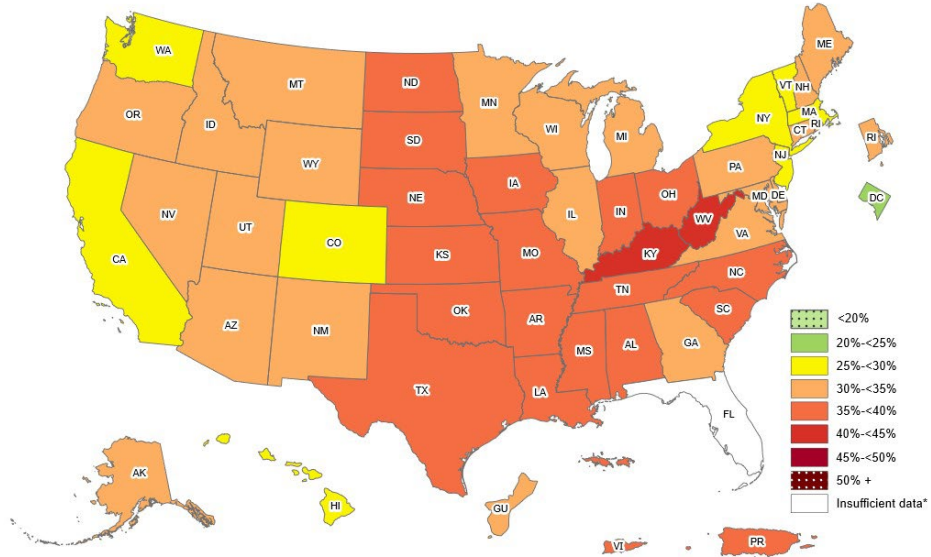 WA
OR
CA
NV
ID
MT
WY
UT
CO
AZ
NM
ND
SD
NE
KS
OK
TX
MN
IA
MO
AR
LA
WI
IL
MI
IN
OH
KY
TN
MS
AL
GA
FL
SC
NC
VA
WV
PA
NY
VT
NH
ME
MA
RI
CT
NJ
MD
DE
RI
DC
AK
HI
GU
VI
PR
<20%
20%-<25%
25%-<30%
30%-<35%
35%-<40%
40%-<45%
45%-<50%
50% +
Insufficient data*